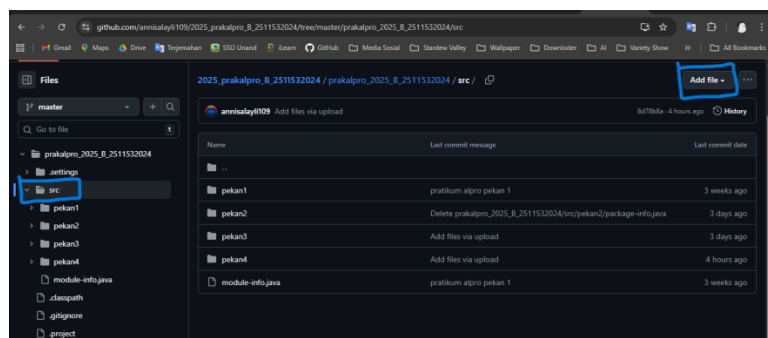 github.com/annisalayli109/2025_prakalpro_B_2511532024/tree/master/prakalpro_2025_B_2511532024/src
Gmail Maps Drive Terjemahan SSO Unand iLearn GitHub Media Sosial Stardew Valley Wallpaper Downloder AI Variety Show » All Bookmarks
Files
2025_prakalpro_B_2511532024 / prakalpro_2025_B_2511532024 / src /
Add file
master
annisalayli109 Add files via upload
8d78b8a · 4 hours ago History
Go to file t
Name Last commit message Last commit date
prakalpro_2025_B_2511532024
..
.settings
src
pekan1 pratikum alpro pekan 1 3 weeks ago
pekan1
pekan2 Delete prakalpro_2025_B_2511532024/src/pekan2/package-info.java 3 days ago
pekan2
pekan3 Add files via upload 3 days ago
pekan3
pekan4 Add files via upload 4 hours ago
pekan4
module-info.java pratikum alpro pekan 1 3 weeks ago
module-info.java
.classpath
.gitignore
.project